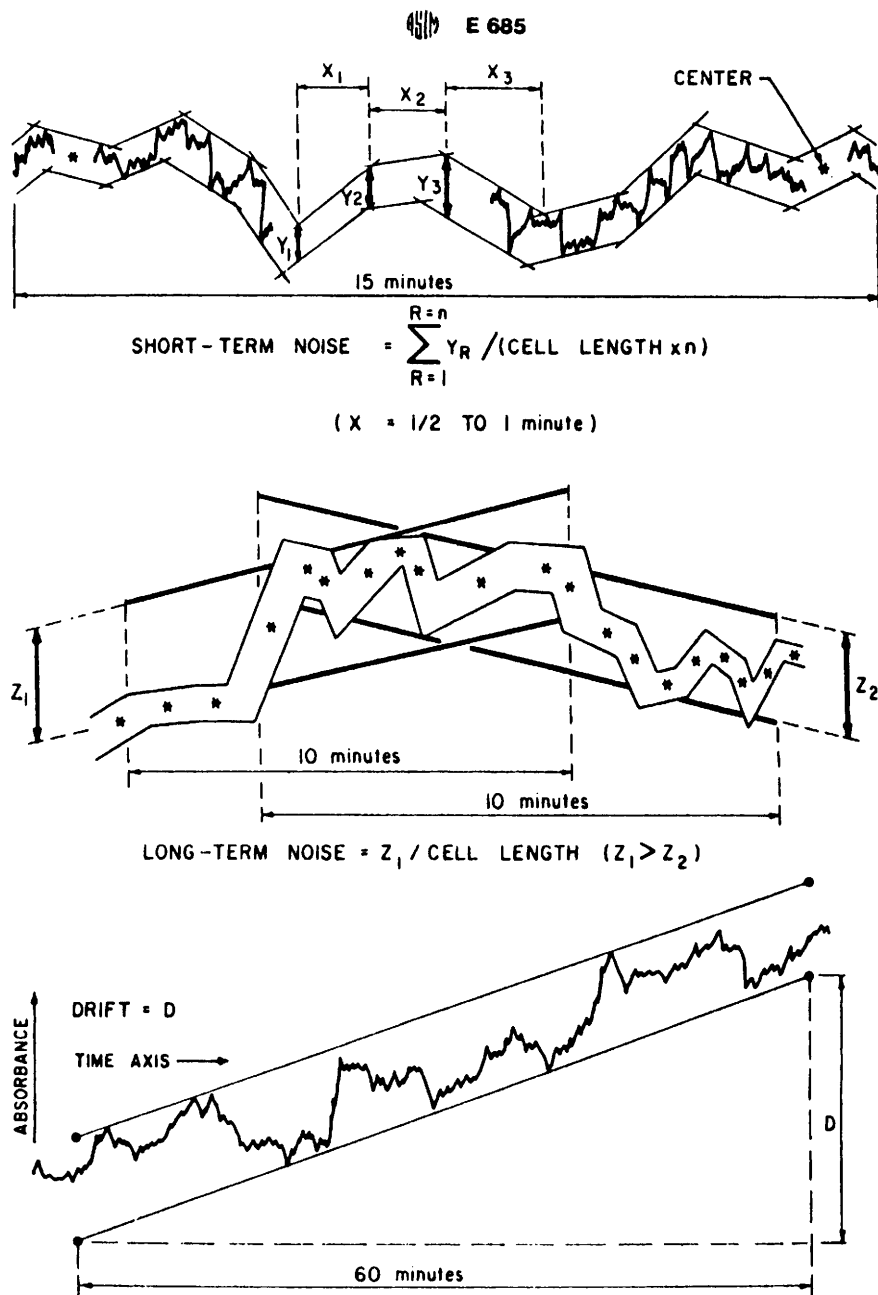 ASTM E 685
X1 X2 X3 CENTER
Y1 Y2 Y3
* *
15 minutes
SHORT-TERM NOISE = R=n ∑ R=1 YR /(CELL LENGTH x n)
(X = 1/2 TO 1 minute)
* * * * * * * * * * * * * * * * * *
Z1 Z2
10 minutes
10 minutes
LONG-TERM NOISE = Z1 / CELL LENGTH (Z1 > Z2)
ABSORBANCE
DRIFT = D
TIME AXIS
D
60 minutes